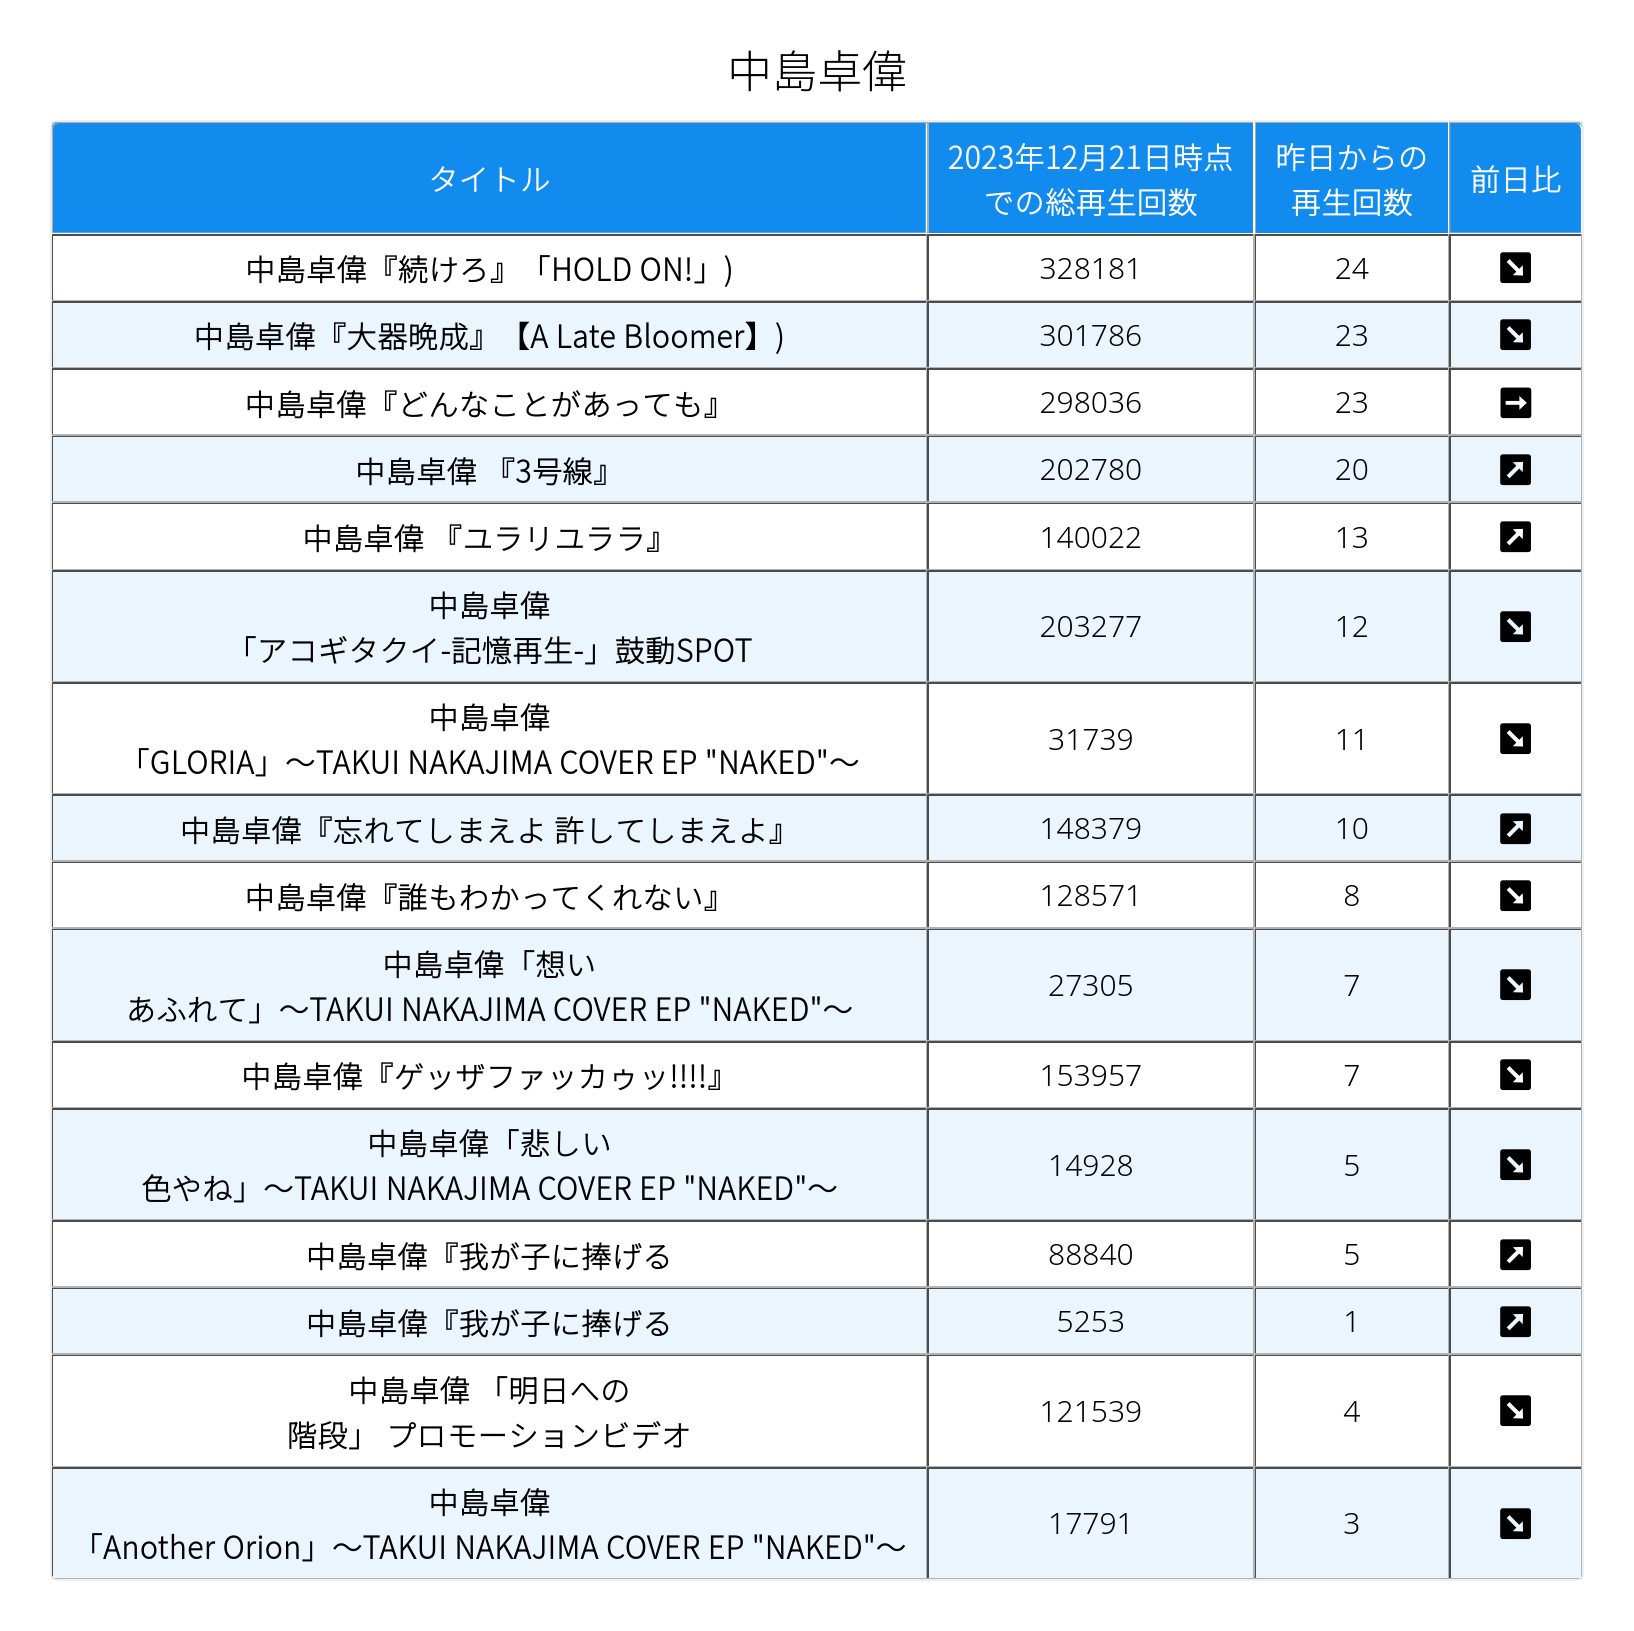 中島卓偉
タイトル
2023年12月21日時点
での総再生回数
昨日からの
再生回数
前日比
中島卓偉『続けろ』「HOLD ON!」) 328181 24 ↘
中島卓偉『大器晩成』【A Late Bloomer】) 301786 23 ↘
中島卓偉『どんなことがあっても』 298036 23 →
中島卓偉 『3号線』 202780 20 ↗
中島卓偉 『ユラリユララ』 140022 13 ↗
中島卓偉
「アコギタクイ-記憶再生-」鼓動SPOT 203277 12 ↘
中島卓偉
「GLORIA」～TAKUI NAKAJIMA COVER EP "NAKED"～ 31739 11 ↘
中島卓偉『忘れてしまえよ 許してしまえよ』 148379 10 ↗
中島卓偉『誰もわかってくれない』 128571 8 ↘
中島卓偉「想い
あふれて」～TAKUI NAKAJIMA COVER EP "NAKED"～ 27305 7 ↘
中島卓偉『ゲッザファッカゥッ!!!!』 153957 7 ↘
中島卓偉「悲しい
色やね」～TAKUI NAKAJIMA COVER EP "NAKED"～ 14928 5 ↘
中島卓偉『我が子に捧げる 88840 5 ↗
中島卓偉『我が子に捧げる 5253 1 ↗
中島卓偉 「明日への
階段」 プロモーションビデオ 121539 4 ↘
中島卓偉
「Another Orion」～TAKUI NAKAJIMA COVER EP "NAKED"～ 17791 3 ↘